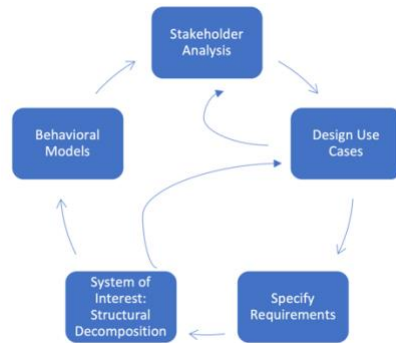 Stakeholder
Analysis
Design Use
Cases
Specify
Requirements
System of
Interest:
Structural
Decomposition
Behavioral
Models